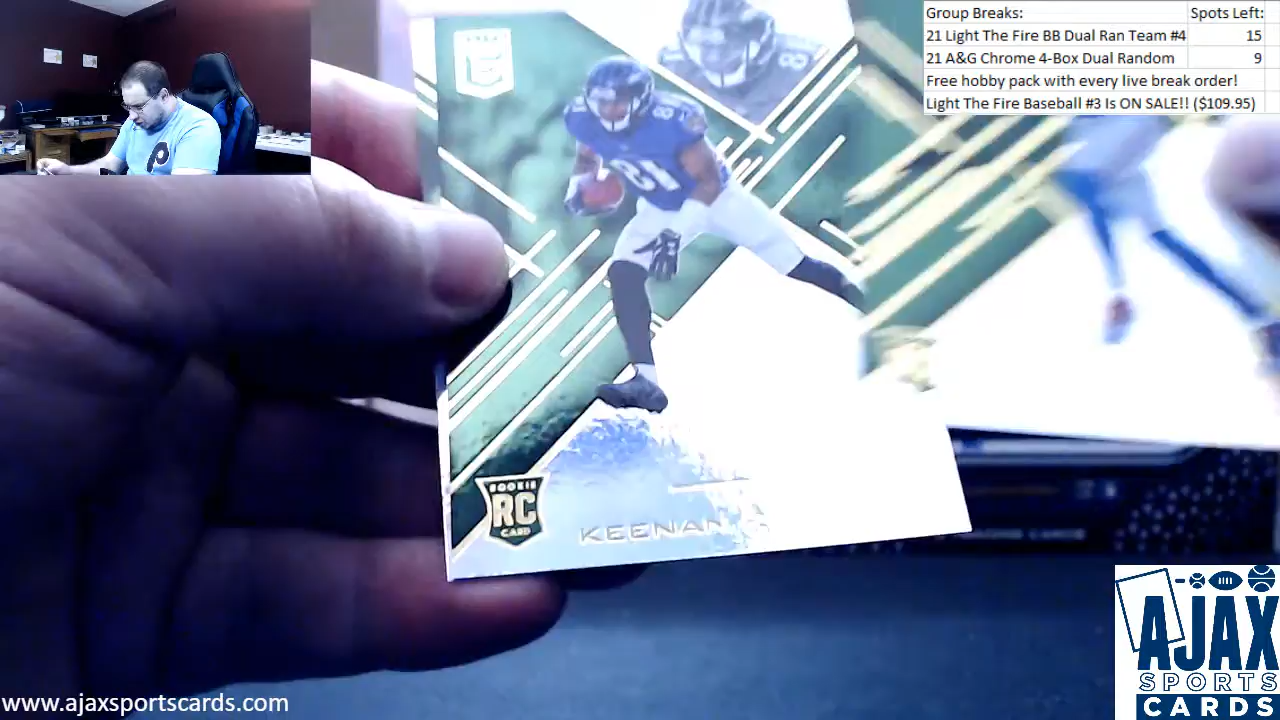 Group Breaks: Spots Left:
21 Light The Fire BB Dual Ran Team #4 15
21 A&G Chrome 4-Box Dual Random 9
Free hobby pack with every live break order!
Light The Fire Baseball #3 Is ON SALE!! ($109.95)
81
8
ROOKIE
RC
CARD
KEENAN
AJAX
SPORTS
CARDS
www.ajaxsportscards.com